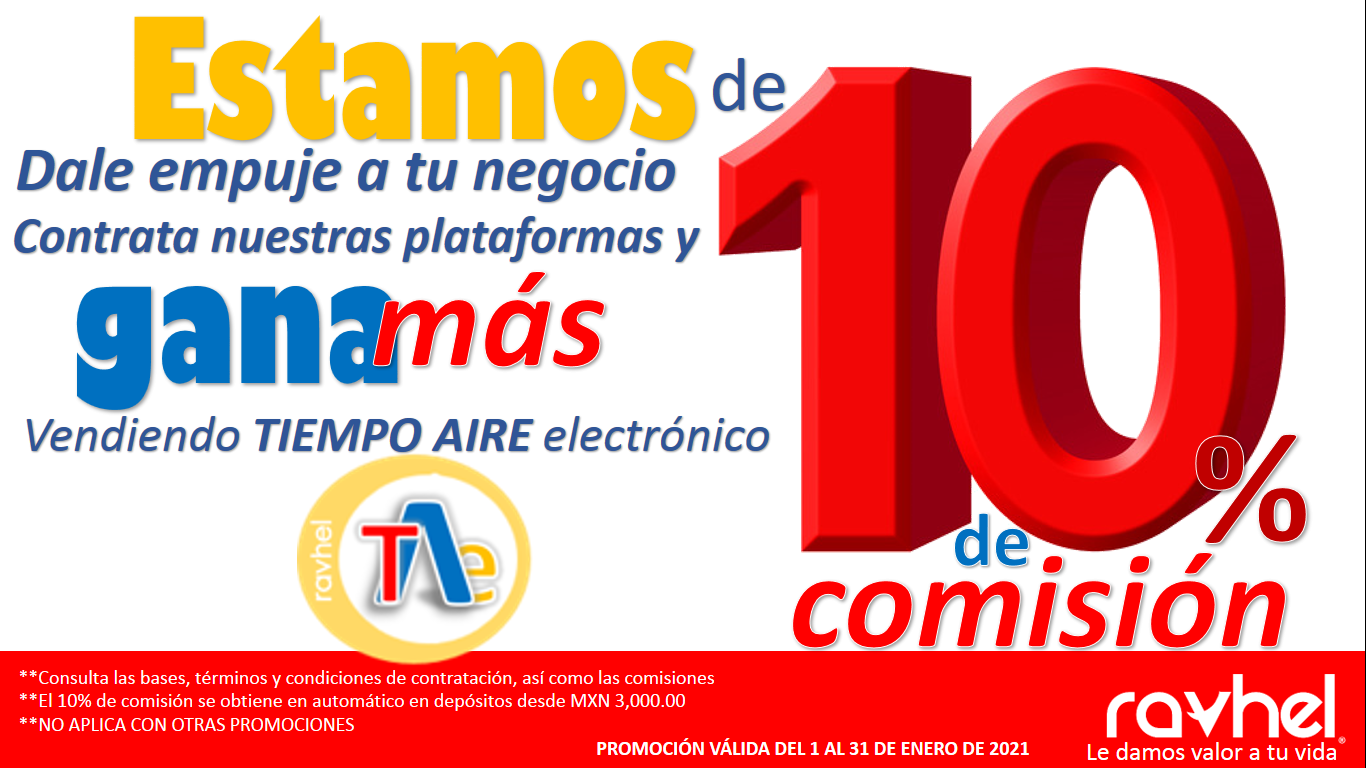 Estamos de
10%
Dale empuje a tu negocio
Contrata nuestras plataformas y
gana más
Vendiendo TIEMPO AIRE electrónico
de
comisión
ravhel
TAe
**Consulta las bases, términos y condiciones de contratación, así como las comisiones
**El 10% de comisión se obtiene en automático en depósitos desde MXN 3,000.00
**NO APLICA CON OTRAS PROMOCIONES
PROMOCIÓN VÁLIDA DEL 1 AL 31 DE ENERO DE 2021
ravhel®
Le damos valor a tu vida